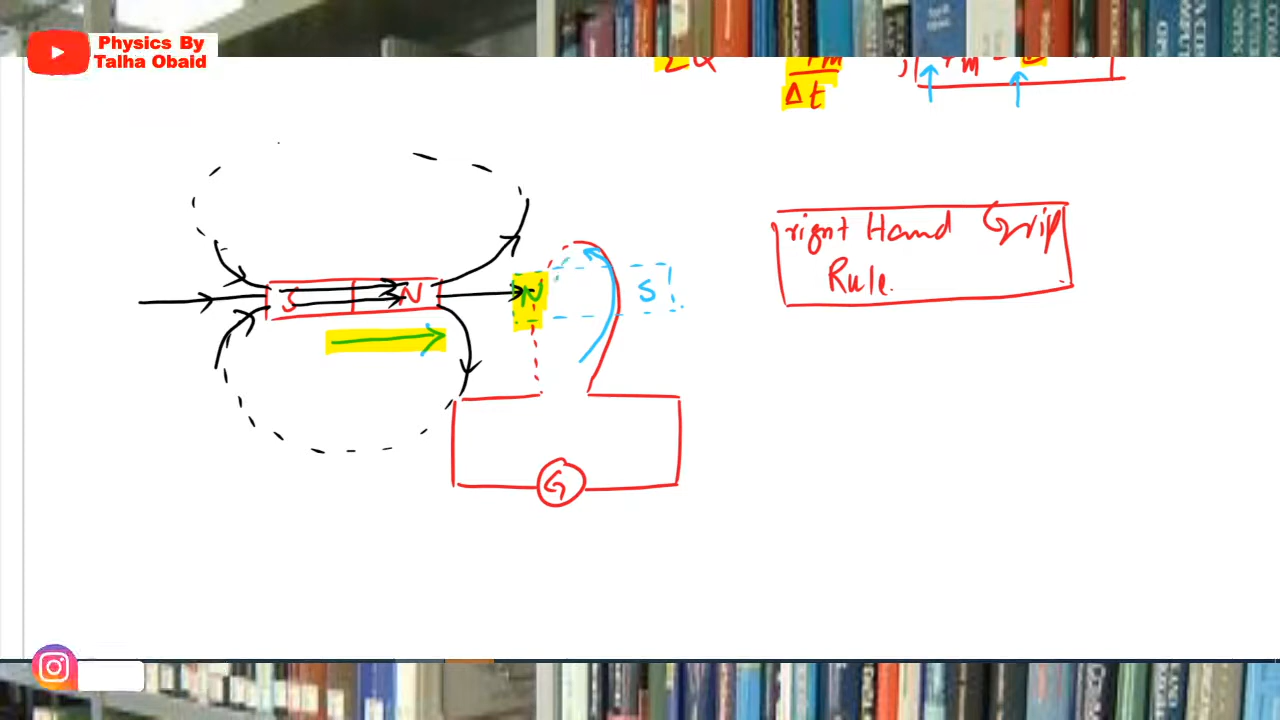 Physics By
Talha Obaid
Δt
right Hand Grip
Rule.
S N
N S
G